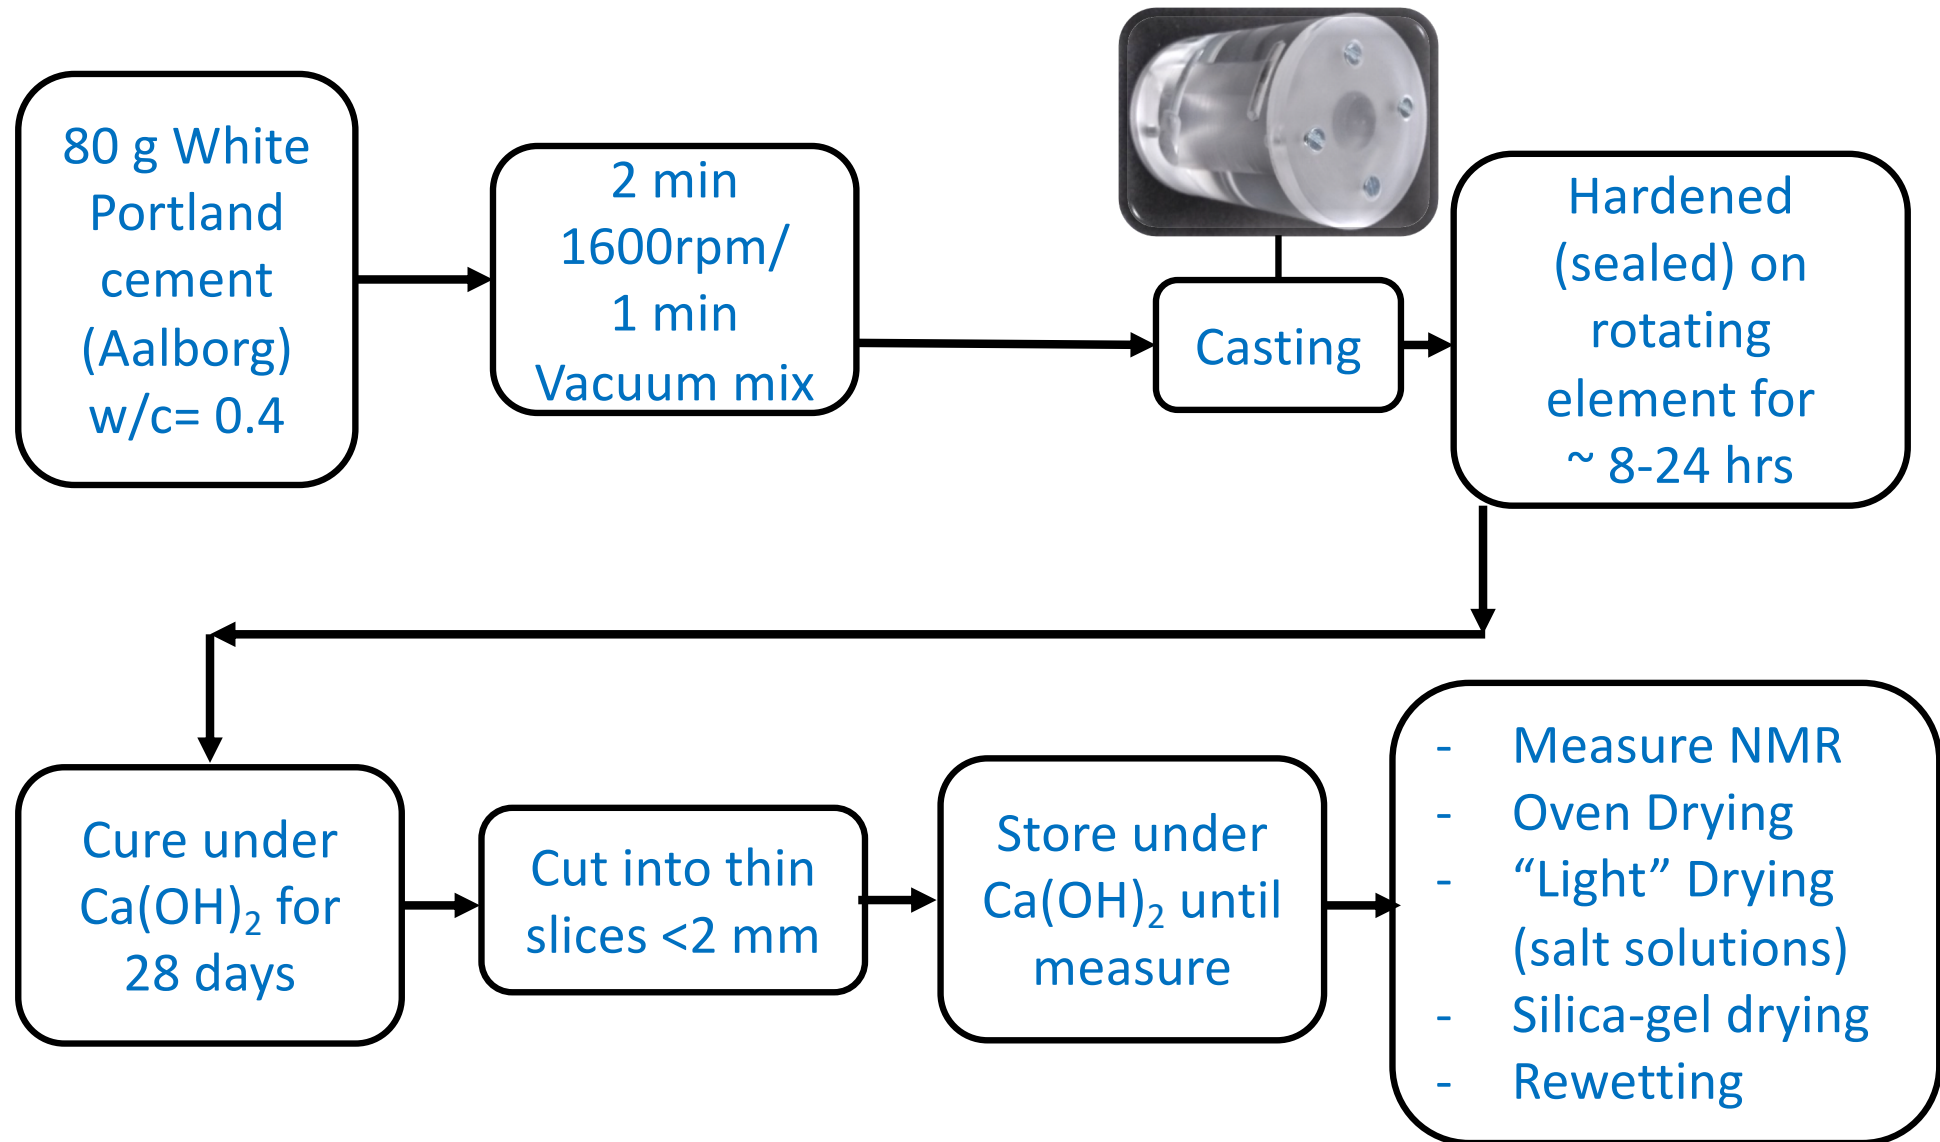 80 g White
Portland
cement
(Aalborg)
w/c= 0.4
2 min
1600rpm/
1 min
Vacuum mix
Casting
Hardened
(sealed) on
rotating
element for
~ 8-24 hrs
Cure under
Ca(OH)₂ for
28 days
Cut into thin
slices <2 mm
Store under
Ca(OH)₂ until
measure
- Measure NMR
- Oven Drying
- “Light” Drying
(salt solutions)
- Silica-gel drying
- Rewetting